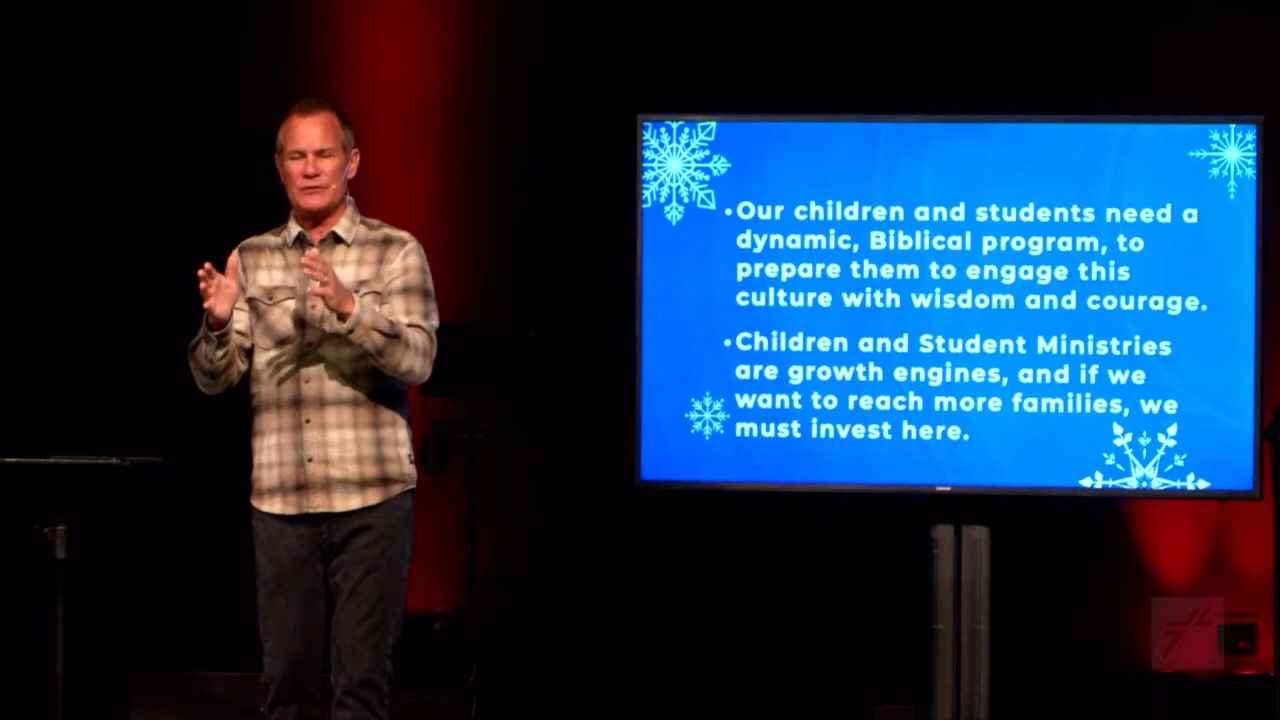 •Our children and students need a
dynamic, Biblical program, to
prepare them to engage this
culture with wisdom and courage.
•Children and Student Ministries
are growth engines, and if we
want to reach more families, we
must invest here.